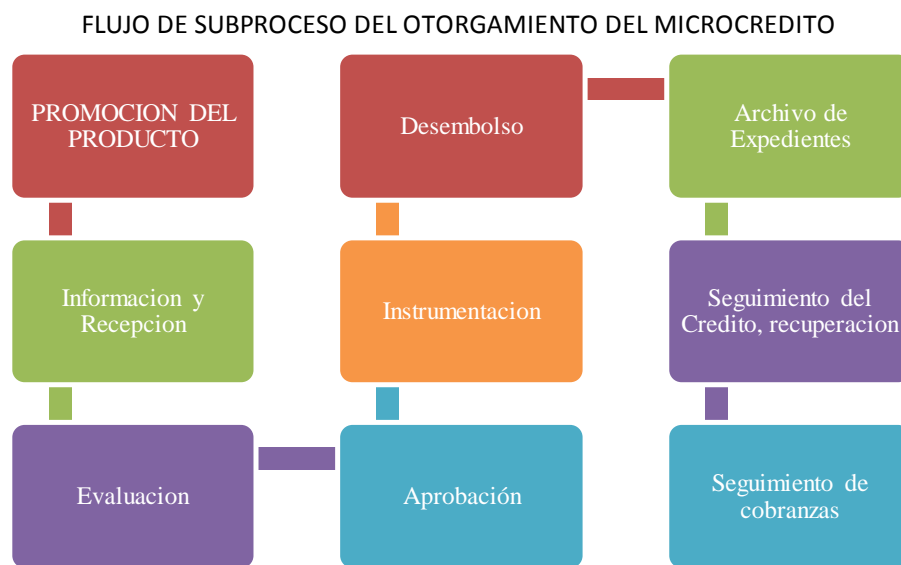 FLUJO DE SUBPROCESO DEL OTORGAMIENTO DEL MICROCREDITO
PROMOCION DEL
PRODUCTO
Informacion y
Recepcion
Evaluacion
Aprobación
Instrumentacion
Desembolso
Archivo de
Expedientes
Seguimiento del
Credito, recuperacion
Seguimiento de
cobranzas